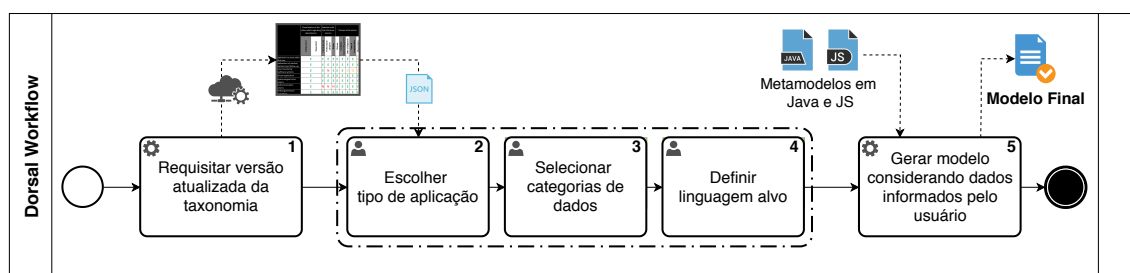 Dorsal Workflow
1
Requisitar versão
atualizada da
taxonomia
JSON
2
Escolher
tipo de aplicação
3
Selecionar
categorias de
dados
4
Definir
linguagem alvo
JAVA
JS
Metamodelos em
Java e JS
5
Gerar modelo
considerando dados
informados pelo
usuário
Modelo Final